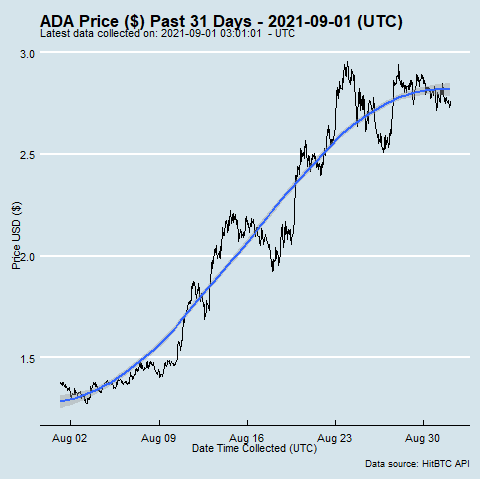 ADA Price ($) Past 31 Days - 2021-09-01 (UTC)
Latest data collected on: 2021-09-01 03:01:01 - UTC
3.0
2.5
2.0
1.5
Price USD ($)
Aug 02 Aug 09 Aug 16 Aug 23 Aug 30
Date Time Collected (UTC)
Data source: HitBTC API